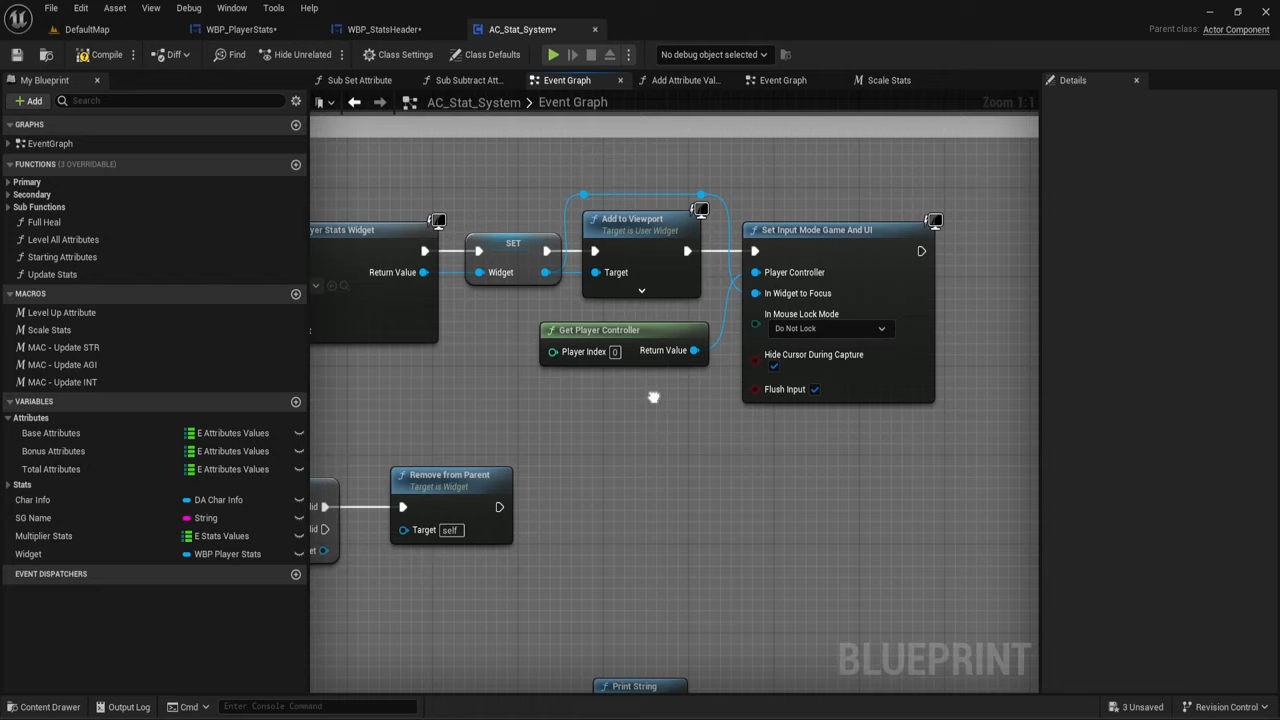 File Edit Asset View Debug Window Tools Help
DefaultMap WBP_PlayerStats* WBP_StatsHeader* AC_Stat_System*
Parent class: Actor Component
Compile Diff Find Hide Unrelated Class Settings Class Defaults No debug object selected
My Blueprint Sub Set Attribute Sub Subtract Att... Event Graph Add Attribute Val... Event Graph Scale Stats Details
Add Search
AC_Stat_System > Event Graph Zoom 1:1
GRAPHS
EventGraph
FUNCTIONS (3 OVERRIDABLE)
Primary
Secondary
Sub Functions
Full Heal
Level All Attributes
Starting Attributes
Update Stats
MACROS
Level Up Attribute
Scale Stats
MAC - Update STR
MAC - Update AGI
MAC - Update INT
VARIABLES
Attributes
Base Attributes E Attributes Values
Bonus Attributes E Attributes Values
Total Attributes E Attributes Values
Stats
Char Info DA Char Info
SG Name String
Multiplier Stats E Stats Values
Widget WBP Player Stats
EVENT DISPATCHERS
yer Stats Widget
Return Value
SET
Widget
Add to Viewport
Target is User Widget
Target
Get Player Controller
Player Index 0 Return Value
Set Input Mode Game And UI
Player Controller
In Widget to Focus
In Mouse Lock Mode
Do Not Lock
Hide Cursor During Capture
Flush Input
Remove from Parent
Target is Widget
Target self
Print String
BLUEPRINT
Content Drawer Output Log Cmd Enter Console Command 3 Unsaved Revision Control